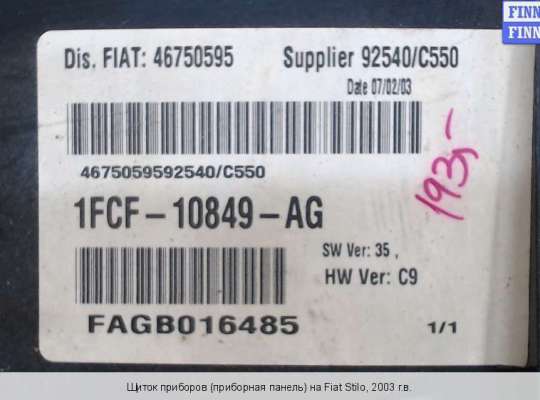 FINN
FINN
Dis. FIAT: 46750595 Supplier 92540/C550
Date 07/02/03
4675059592540/C550
193,-
1FCF-10849-AG
SW Ver: 35 ,
HW Ver: C9
FAGB016485
1/1
Щиток приборов (приборная панель) на Fiat Stilo, 2003 г.в.